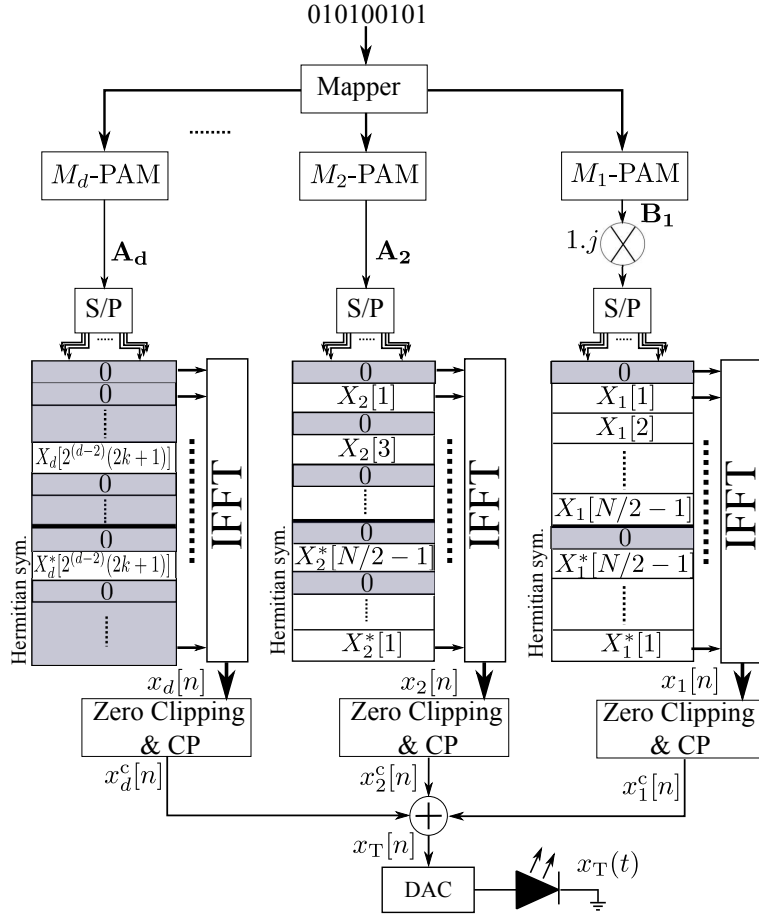 010100101
Mapper
........
M_d-PAM
M_2-PAM
M_1-PAM
A_d
A_2
B_1
1.j
S/P
S/P
S/P
0
0
X_d[2^{(d-2)}(2k+1)]
0
0
X_d^*[2^{(d-2)}(2k+1)]
0
Hermitian sym.
IFFT
0
X_2[1]
0
X_2[3]
0
0
X_2^*[N/2-1]
0
X_2^*[1]
Hermitian sym.
IFFT
0
X_1[1]
X_1[2]
X_1[N/2-1]
0
X_1^*[N/2-1]
X_1^*[1]
Hermitian sym.
IFFT
x_d[n]
x_2[n]
x_1[n]
Zero Clipping
& CP
Zero Clipping
& CP
Zero Clipping
& CP
x_d^c[n]
x_2^c[n]
x_1^c[n]
x_T[n]
DAC
x_T(t)